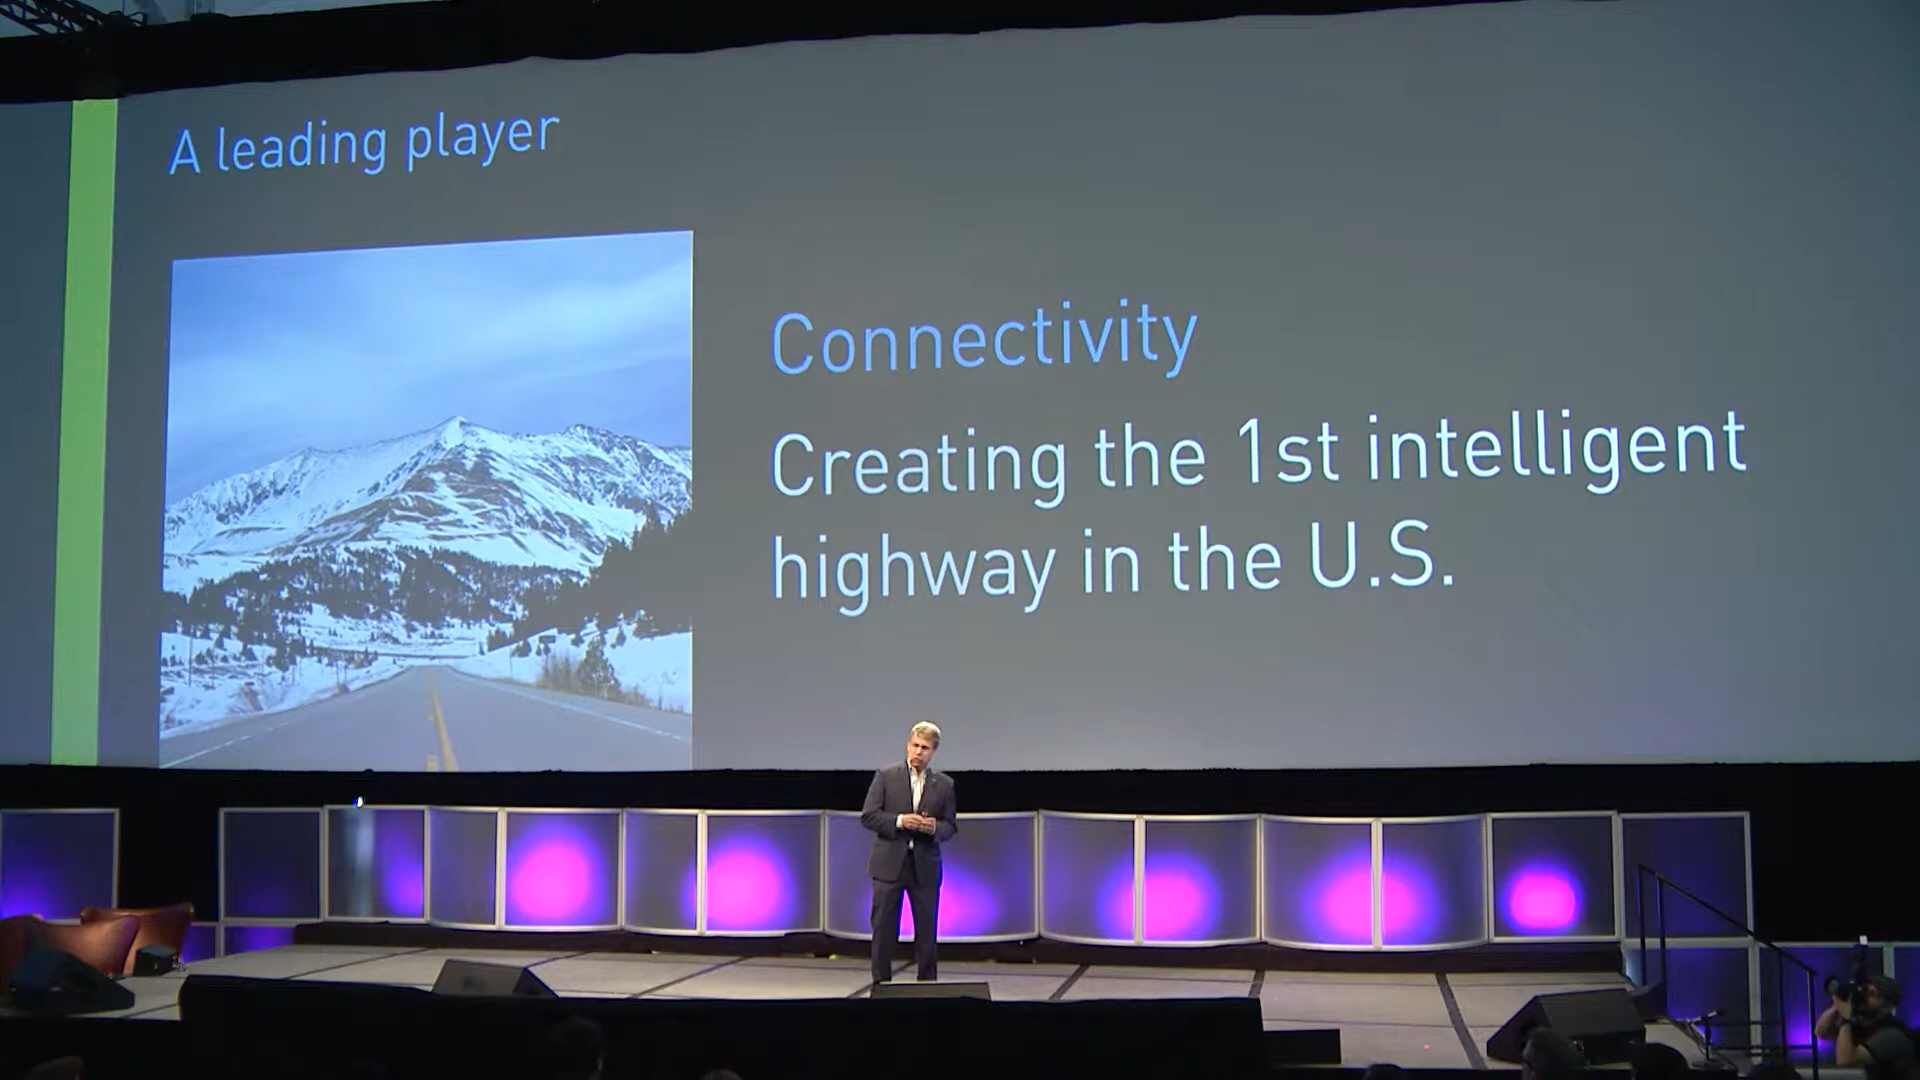 A leading player
Connectivity
Creating the 1st intelligent
highway in the U.S.